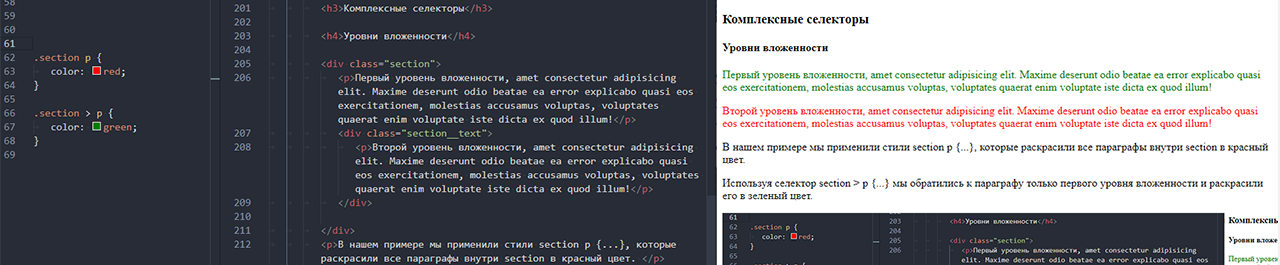 58
59
60
61
62 .section p {
63 color: red;
64 }
65
66 .section > p {
67 color: green;
68 }
69
201 <h3>Комплексные селекторы</h3>
202
203 <h4>Уровни вложенности</h4>
204
205 <div class="section">
206 <p>Первый уровень вложенности, amet consectetur adipisicing
elit. Maxime deserunt odio beatae ea error explicabo quasi eos
exercitationem, molestias accusamus voluptas, voluptates
quaerat enim voluptate iste dicta ex quod illum!</p>
207 <div class="section__text">
208 <p>Второй уровень вложенности, amet consectetur adipisicing
elit. Maxime deserunt odio beatae ea error explicabo quasi
eos exercitationem, molestias accusamus voluptas, voluptates
quaerat enim voluptate iste dicta ex quod illum!</p>
209 </div>
210
211 </div>
212 <p>В нашем примере мы применили стили section p {...}, которые
раскрасили все параграфы внутри section в красный цвет. </p>
Комплексные селекторы
Уровни вложенности
Первый уровень вложенности, amet consectetur adipisicing elit. Maxime deserunt odio beatae ea error explicabo quasi
eos exercitationem, molestias accusamus voluptas, voluptates quaerat enim voluptate iste dicta ex quod illum!
Второй уровень вложенности, amet consectetur adipisicing elit. Maxime deserunt odio beatae ea error explicabo quasi
eos exercitationem, molestias accusamus voluptas, voluptates quaerat enim voluptate iste dicta ex quod illum!
В нашем примере мы применили стили section p {...}, которые раскрасили все параграфы внутри section в красный
цвет.
Используя селектор section > p {...} мы обратились к параграфу только первого уровня вложенности и раскрасили
его в зеленый цвет.
61
62 .section p {
63 color: red;
64 }
65
203 <h4>Уровни вложенности</h4>
204
205 <div class="section">
206 <p>Первый уровень вложенности, amet consectetur adipisicing
elit. Maxime deserunt odio beatae ea error explicabo quasi eos
Комплексны
Уровни вложе
Первый уровен